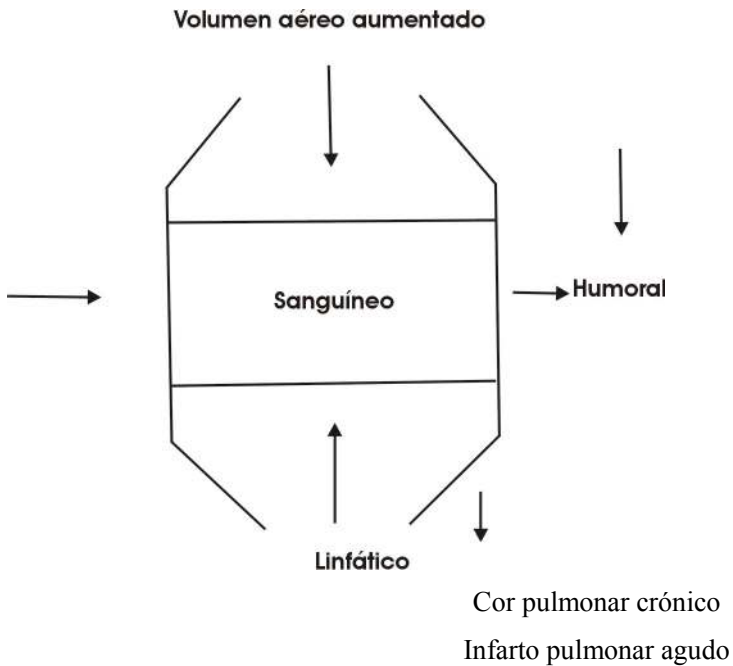 Volumen aéreo aumentado
Sanguíneo
Humoral
Linfático
Cor pulmonar crónico
Infarto pulmonar agudo